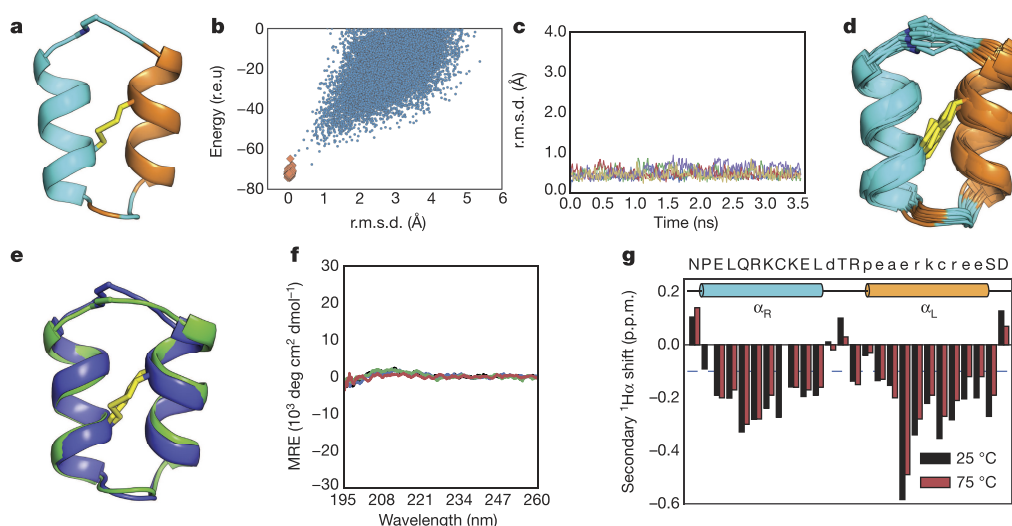 a
b
0
−20
−40
−60
−80
Energy (r.e.u)
0 1 2 3 4 5 6
r.m.s.d. (Å)
c
4.0
3.0
2.0
1.0
0.0
r.m.s.d. (Å)
0.0 0.5 1.0 1.5 2.0 2.5 3.0 3.5
Time (ns)
d
e
f
30
20
10
0
−10
−20
−30
MRE (10³ deg cm² dmol⁻¹)
195 208 221 234 247 260
Wavelength (nm)
g
NPELQRKCKELdTRpeaerkcreeSD
0.2
0.0
−0.2
−0.4
−0.6
Secondary ¹Hα shift (p.p.m.)
αR
αL
25 °C
75 °C